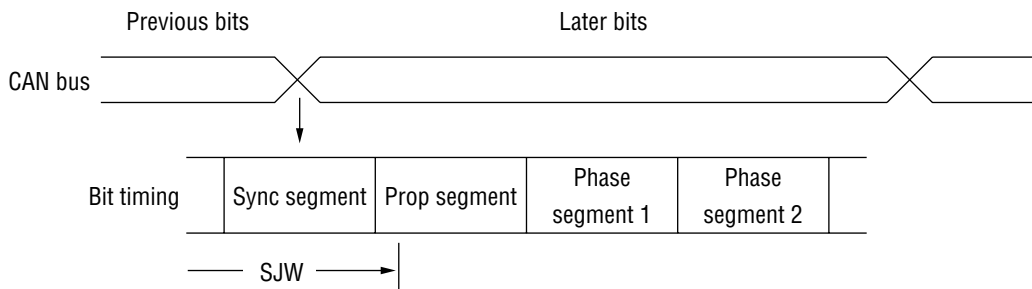 Previous bits
Later bits
CAN bus
Bit timing
Sync segment
Prop segment
Phase
segment 1
Phase
segment 2
SJW